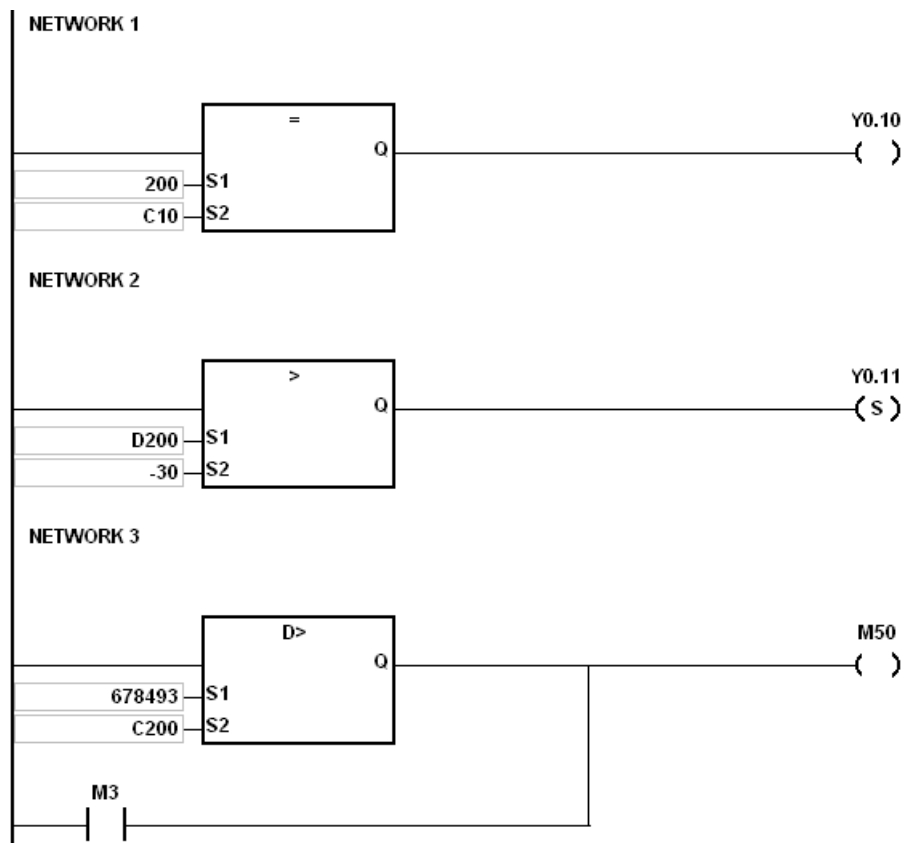 NETWORK 1
=
Q
Y0.10
( )
200 S1
C10 S2
NETWORK 2
>
Q
Y0.11
( S )
D200 S1
-30 S2
NETWORK 3
D>
Q
M50
( )
678493 S1
C200 S2
M3